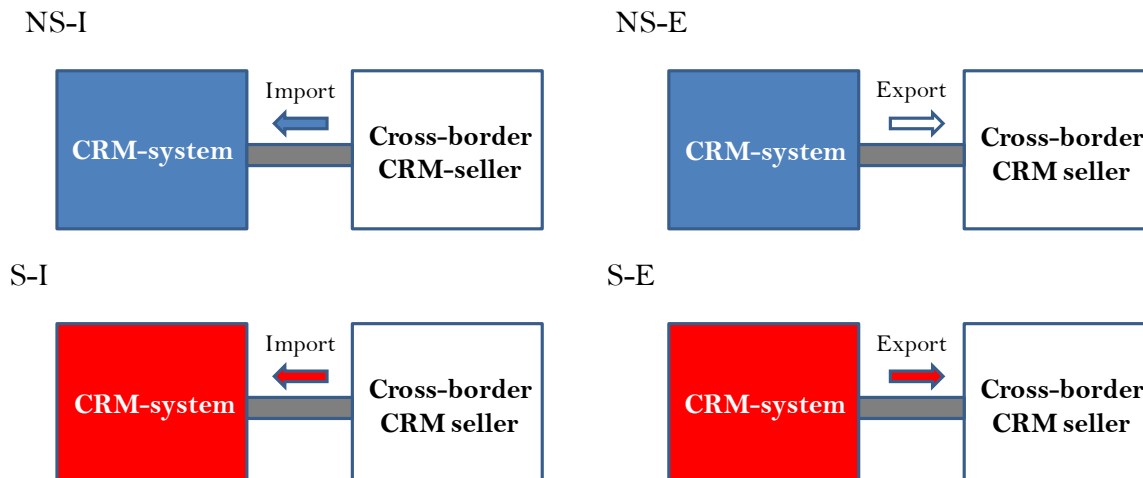 NS-I
Import
CRM-system
Cross-border
CRM-seller
NS-E
Export
CRM-system
Cross-border
CRM seller
S-I
Import
CRM-system
Cross-border
CRM seller
S-E
Export
CRM-system
Cross-border
CRM seller